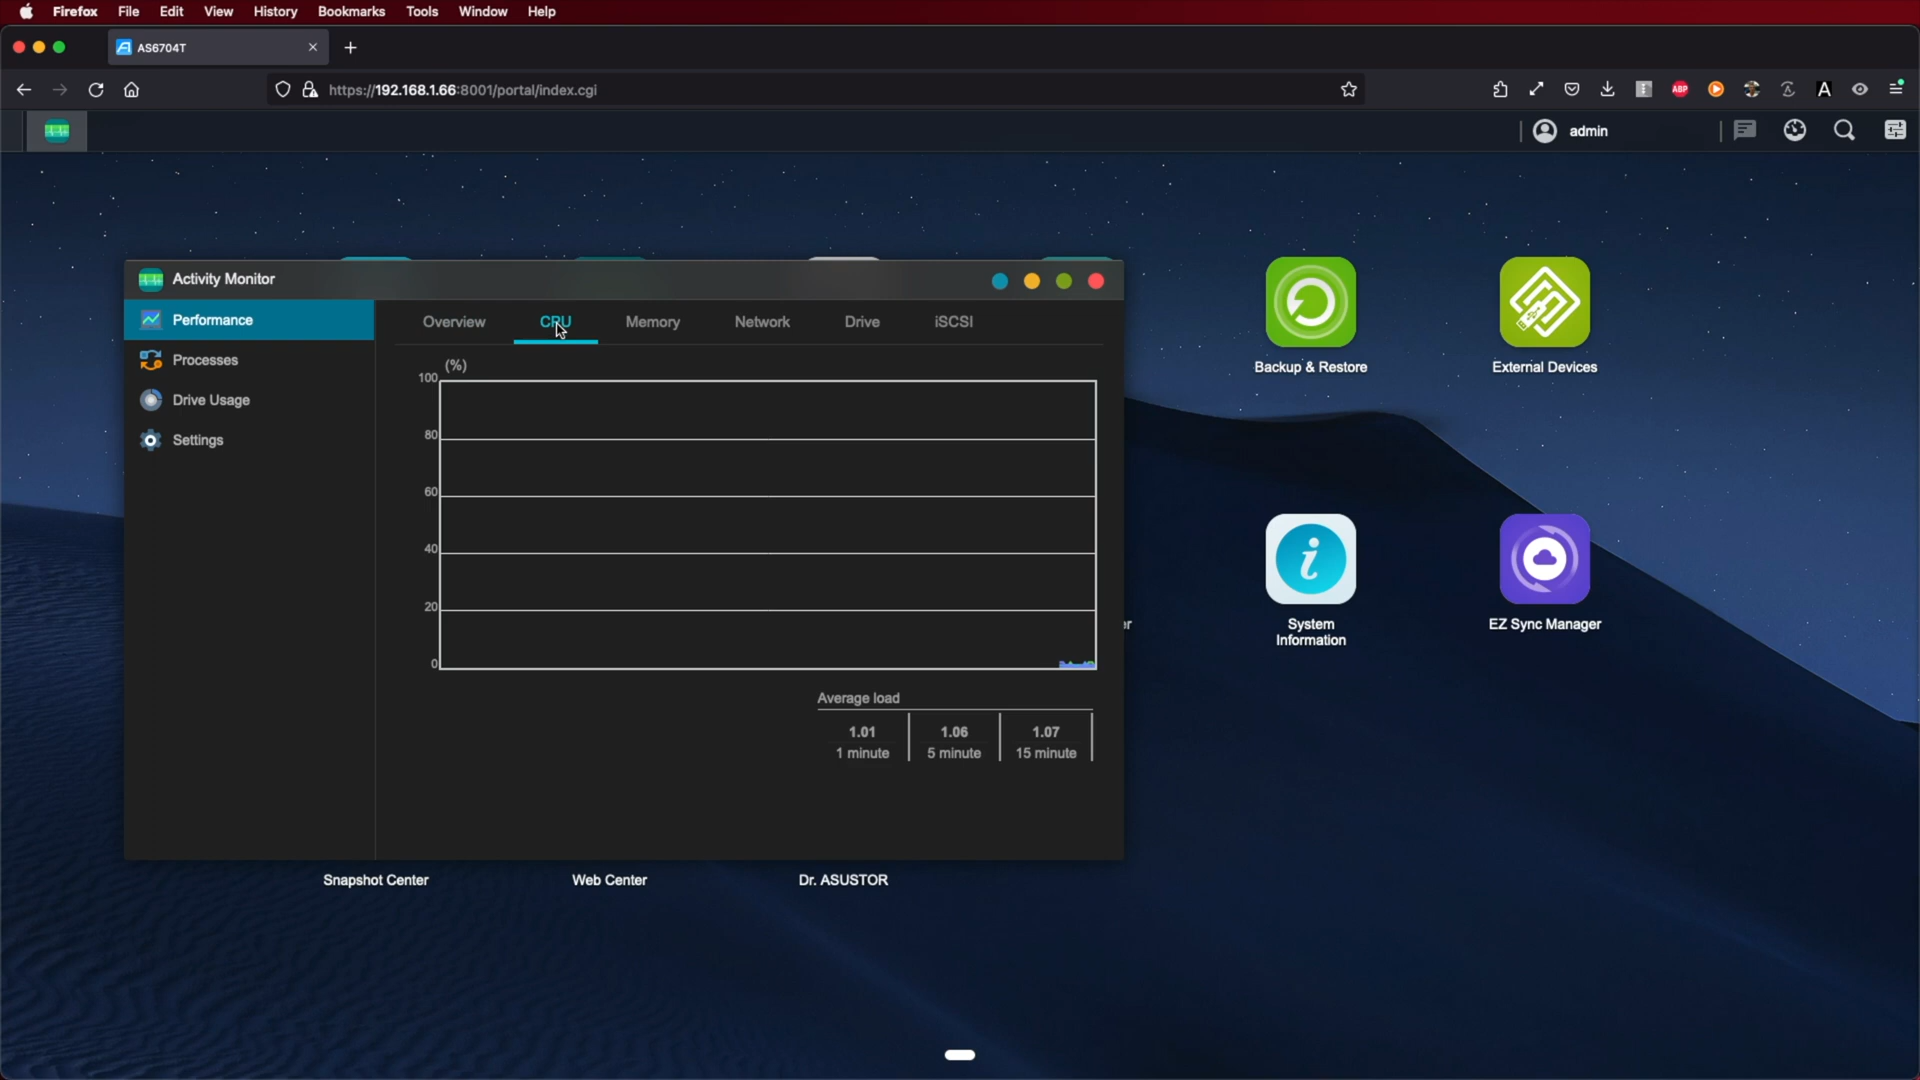 Firefox File Edit View History Bookmarks Tools Window Help
AS6704T
https://192.168.1.66:8001/portal/index.cgi
ABP
A
admin
Activity Monitor
Performance
Processes
Drive Usage
Settings
Overview CPU Memory Network Drive iSCSI
(%)
100
80
60
40
20
0
Average load
1.01 1.06 1.07
1 minute 5 minute 15 minute
Backup & Restore
External Devices
er
System
Information
EZ Sync Manager
Snapshot Center
Web Center
Dr. ASUSTOR